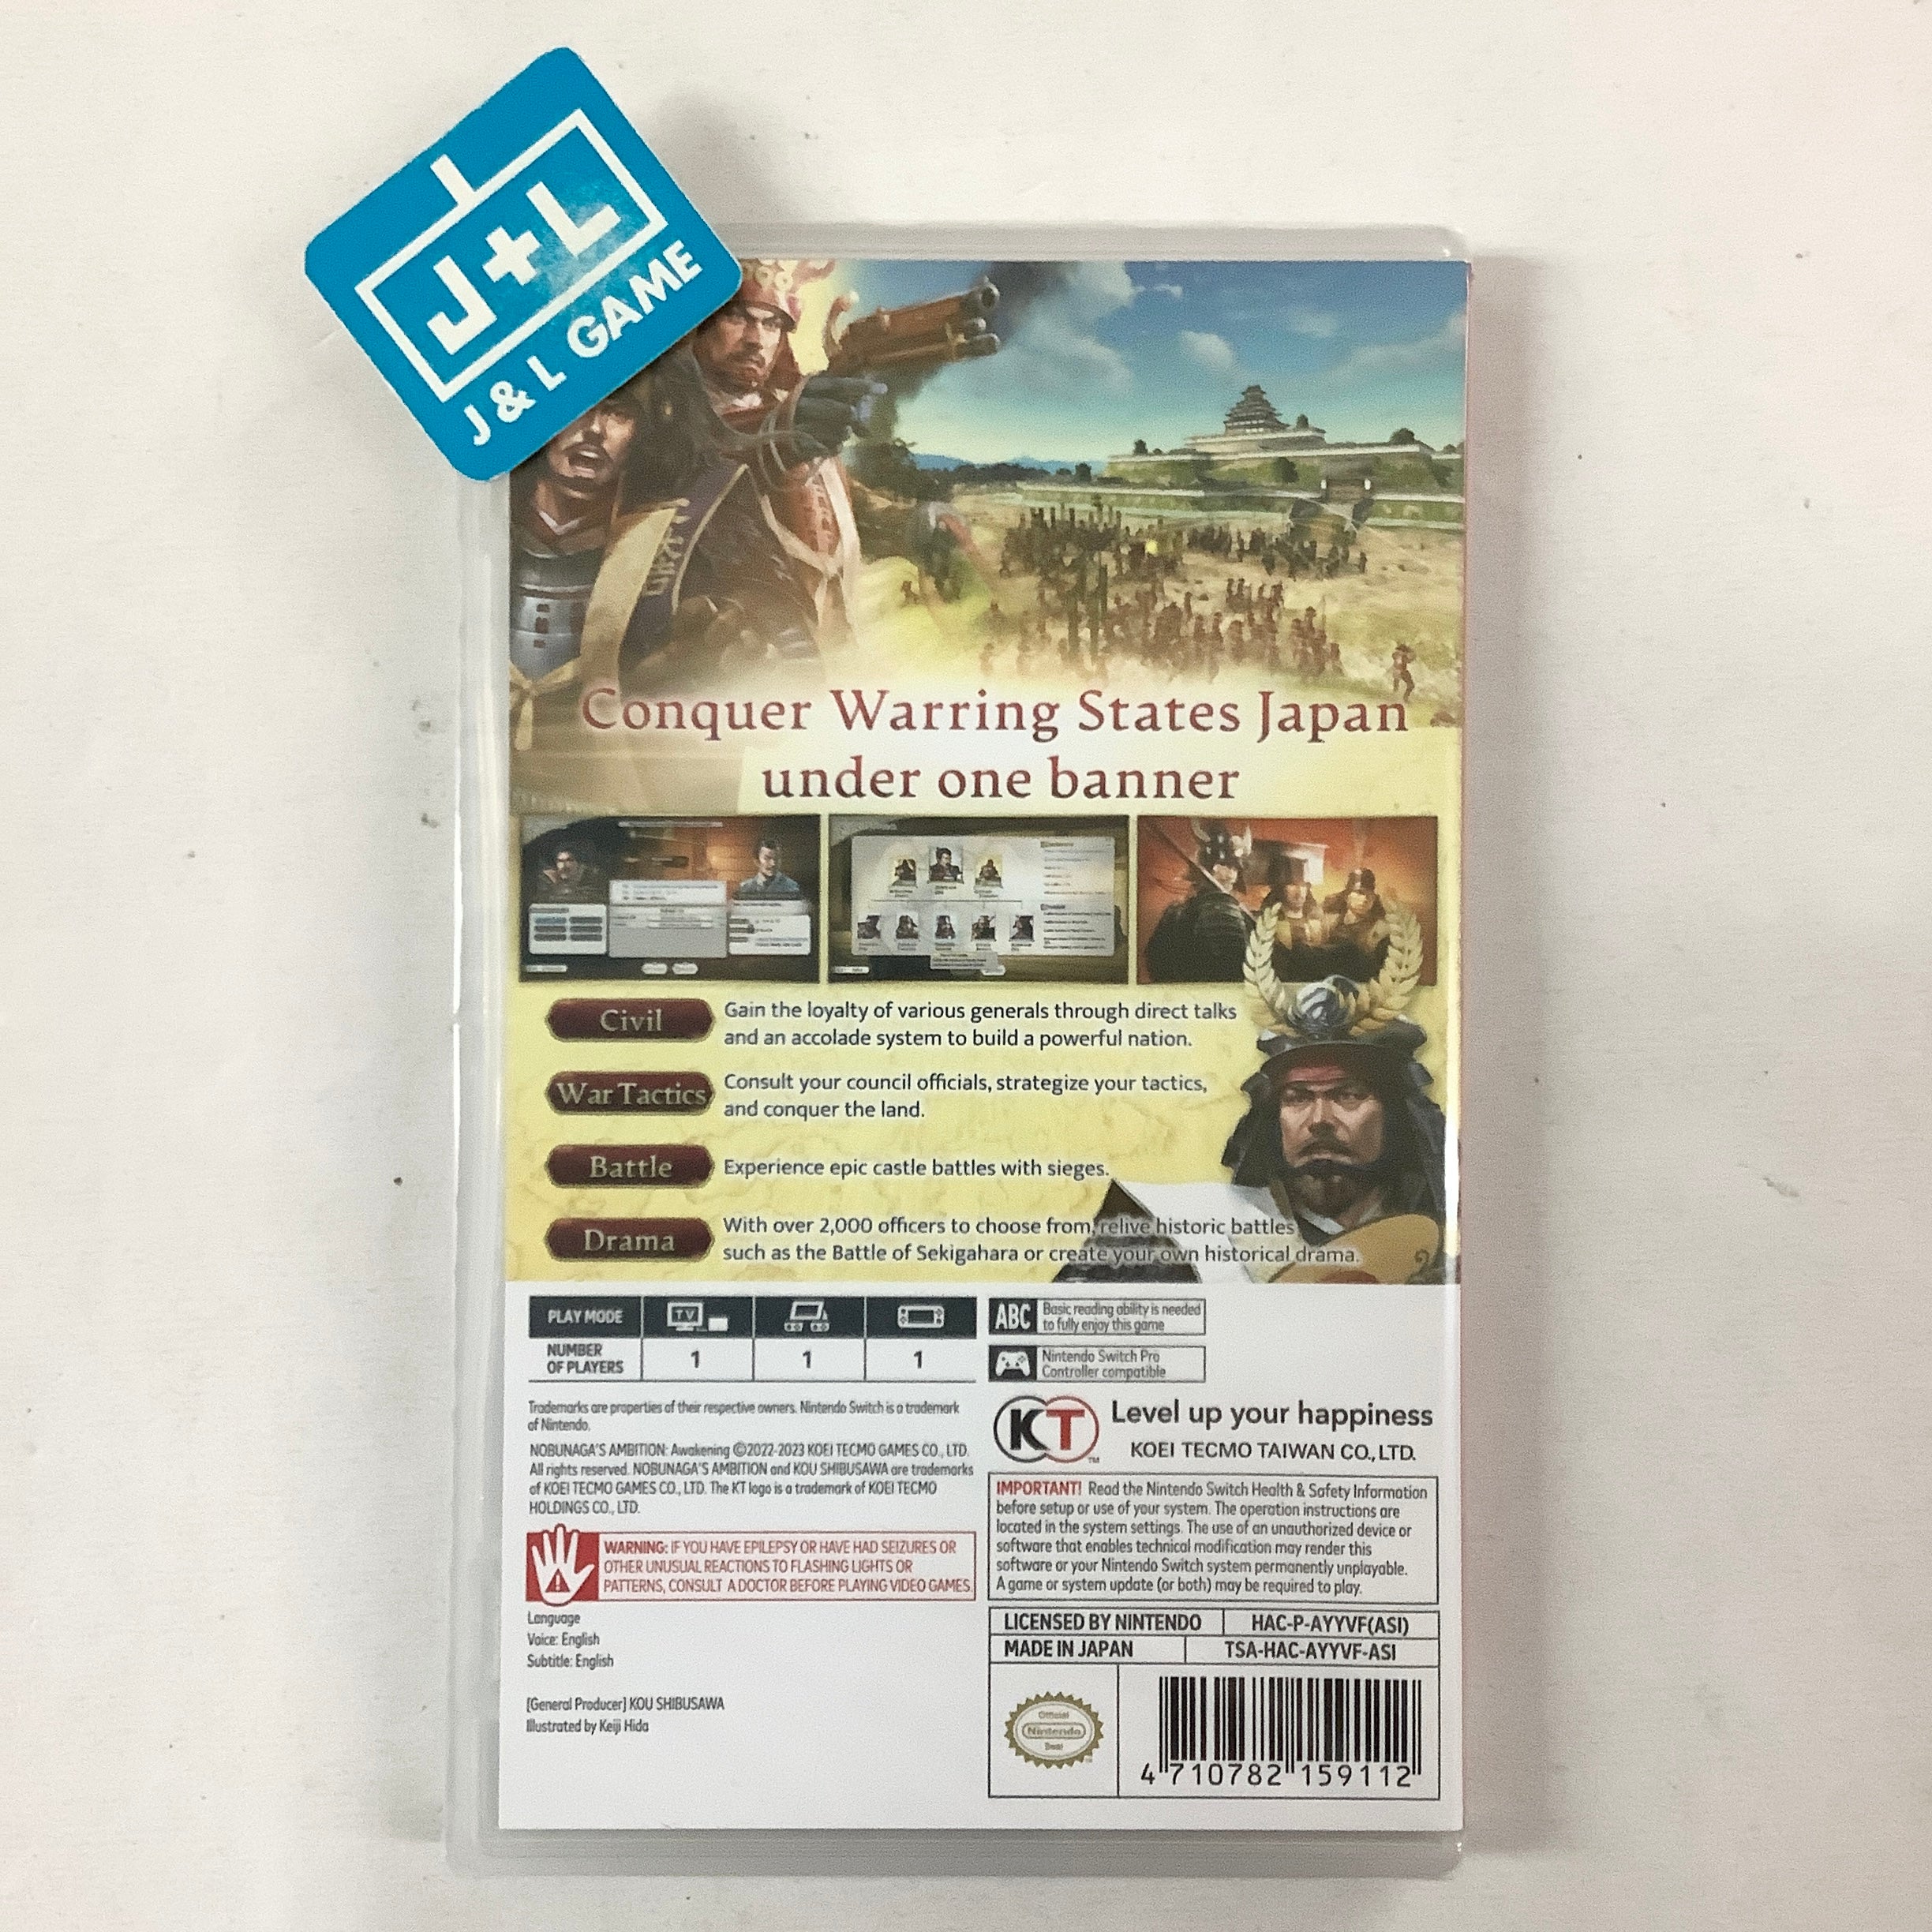 J+L
J & L GAME
Conquer Warring States Japan
under one banner
Civil
Gain the loyalty of various generals through direct talks
and an accolade system to build a powerful nation.
War Tactics
Consult your council officials, strategize your tactics,
and conquer the land.
Battle
Experience epic castle battles with sieges.
Drama
With over 2,000 officers to choose from, relive historic battles
such as the Battle of Sekigahara or create your own historical drama.
PLAY MODE
TV
NUMBER
OF PLAYERS
1 1 1
ABC
Basic reading ability is needed
to fully enjoy this game
Nintendo Switch Pro
Controller compatible
Trademarks are properties of their respective owners. Nintendo Switch is a trademark
of Nintendo.
NOBUNAGA'S AMBITION: Awakening ©2022-2023 KOEI TECMO GAMES CO., LTD.
All rights reserved. NOBUNAGA'S AMBITION and KOU SHIBUSAWA are trademarks
of KOEI TECMO GAMES CO., LTD. The KT logo is a trademark of KOEI TECMO
HOLDINGS CO., LTD.
WARNING: IF YOU HAVE EPILEPSY OR HAVE HAD SEIZURES OR
OTHER UNUSUAL REACTIONS TO FLASHING LIGHTS OR
PATTERNS, CONSULT A DOCTOR BEFORE PLAYING VIDEO GAMES.
Language
Voice: English
Subtitle: English
[General Producer] KOU SHIBUSAWA
Illustrated by Keiji Hida
KT™
Level up your happiness
KOEI TECMO TAIWAN CO., LTD.
IMPORTANT! Read the Nintendo Switch Health & Safety Information
before setup or use of your system. The operation instructions are
located in the system settings. The use of an unauthorized device or
software that enables technical modification may render this
software or your Nintendo Switch system permanently unplayable.
A game or system update (or both) may be required to play.
LICENSED BY NINTENDO
HAC-P-AYYVF(ASI)
MADE IN JAPAN
TSA-HAC-AYYVF-ASI
Official
Nintendo
Seal
4 710782 159112